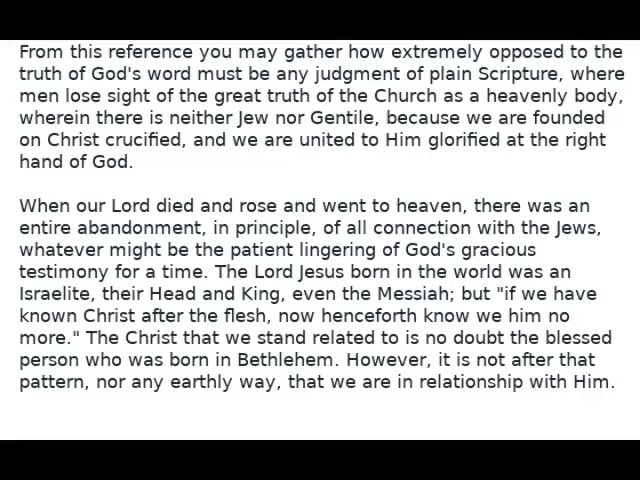 From this reference you may gather how extremely opposed to the
truth of God's word must be any judgment of plain Scripture, where
men lose sight of the great truth of the Church as a heavenly body,
wherein there is neither Jew nor Gentile, because we are founded
on Christ crucified, and we are united to Him glorified at the right
hand of God.
When our Lord died and rose and went to heaven, there was an
entire abandonment, in principle, of all connection with the Jews,
whatever might be the patient lingering of God's gracious
testimony for a time. The Lord Jesus born in the world was an
Israelite, their Head and King, even the Messiah; but "if we have
known Christ after the flesh, now henceforth know we him no
more." The Christ that we stand related to is no doubt the blessed
person who was born in Bethlehem. However, it is not after that
pattern, nor any earthly way, that we are in relationship with Him.